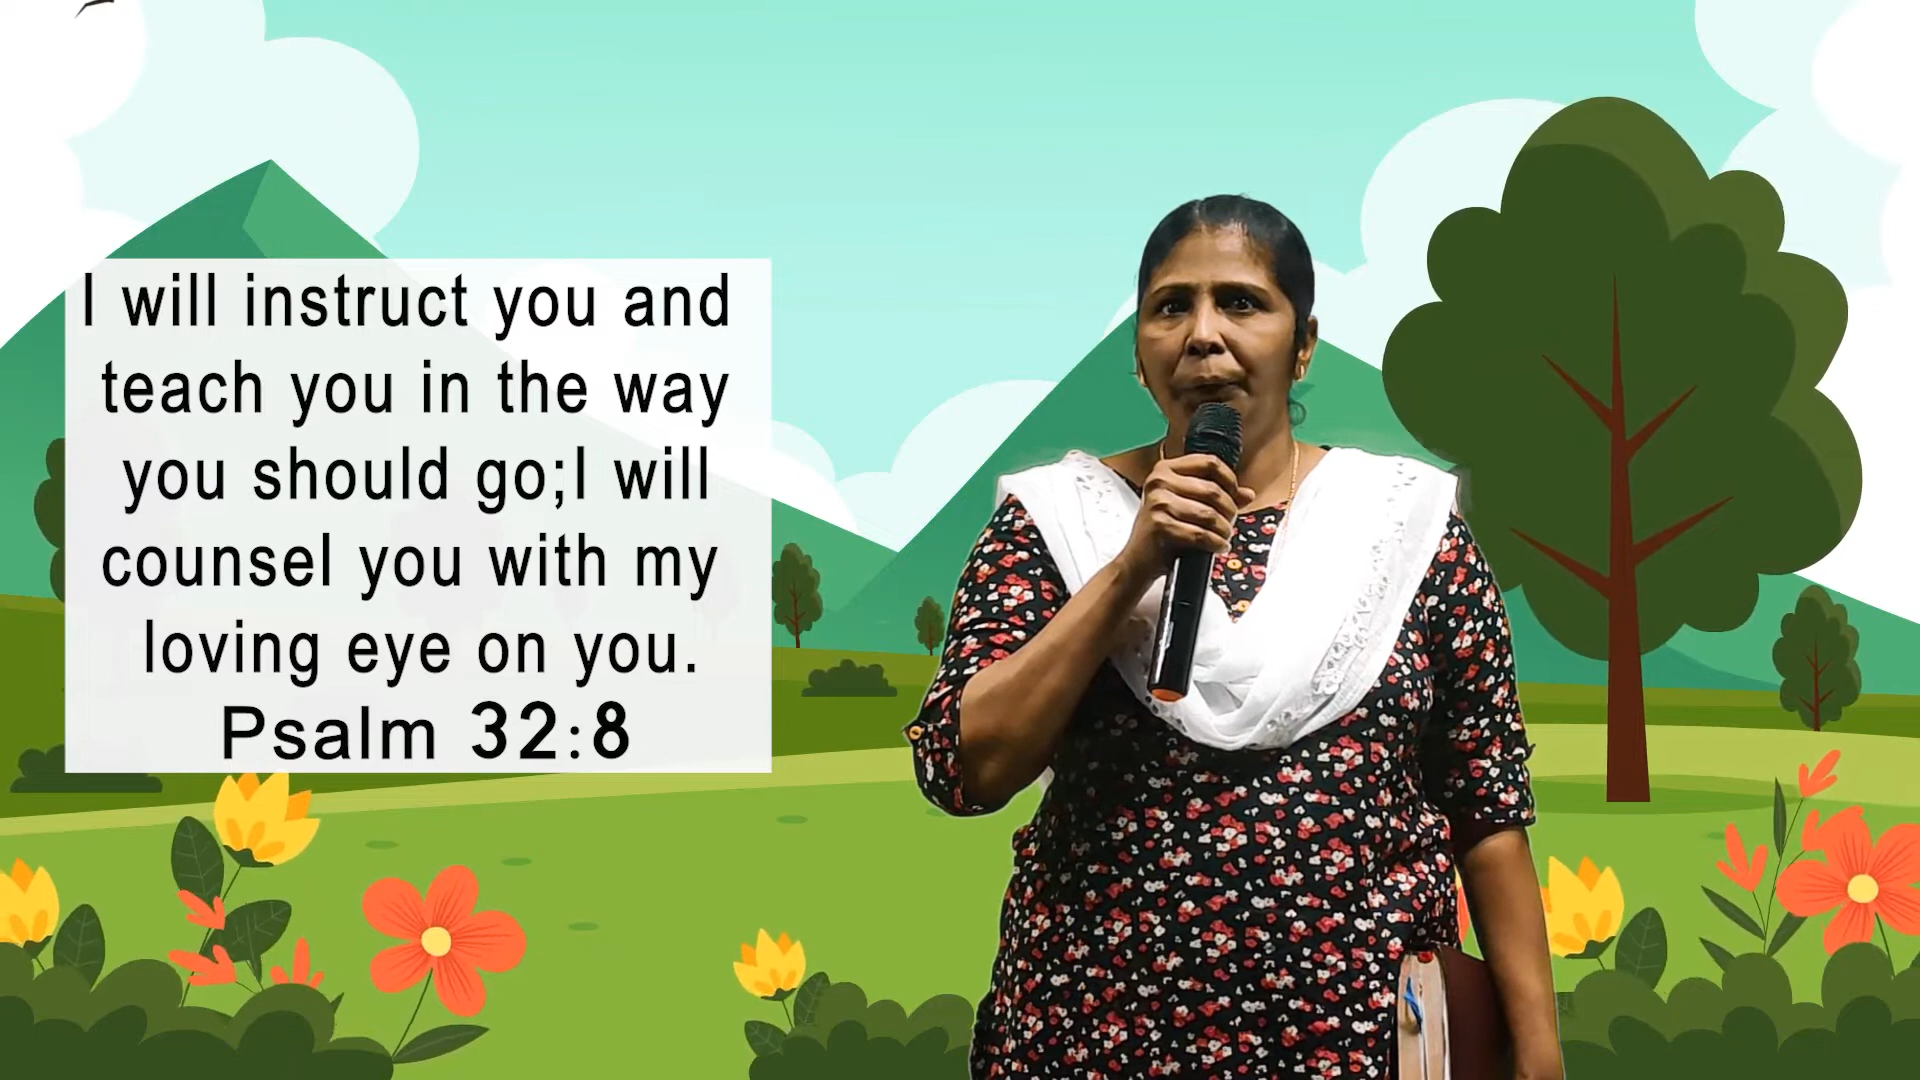 I will instruct you and
teach you in the way
you should go;I will
counsel you with my
loving eye on you.
Psalm 32:8